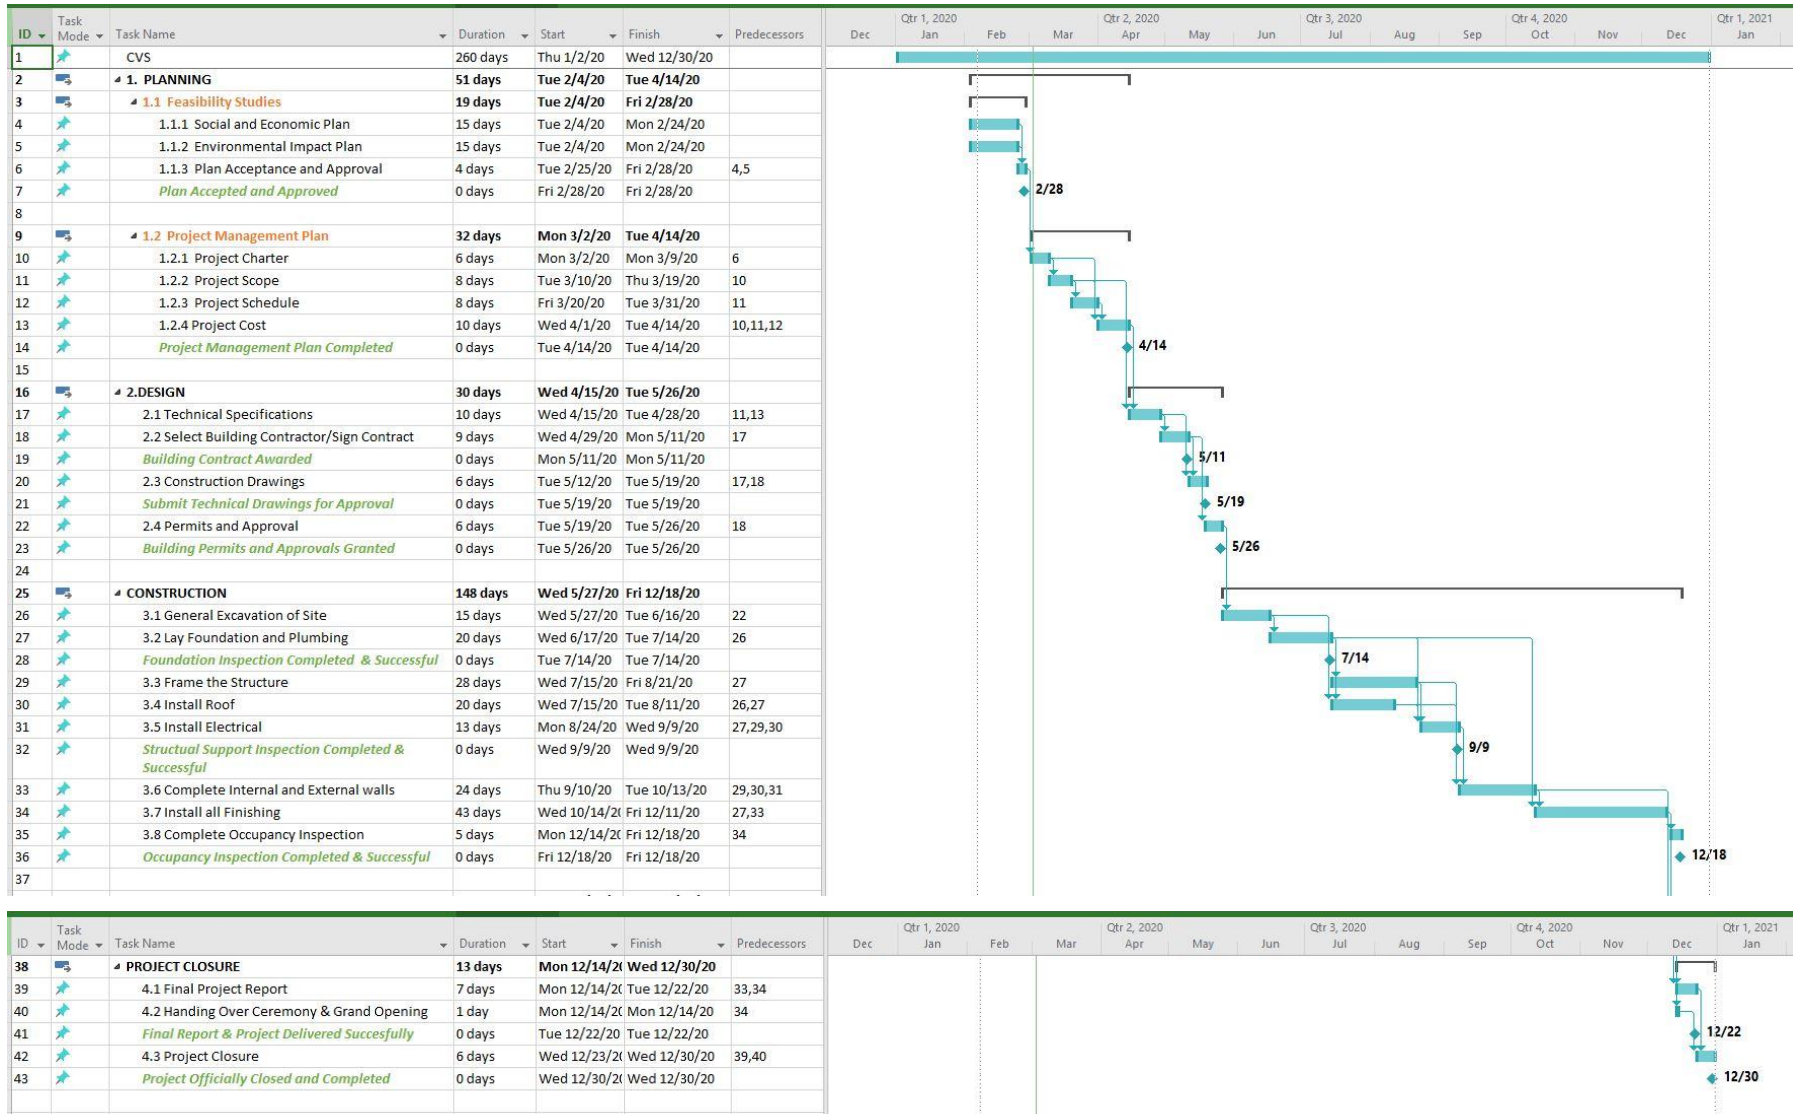 Qtr 1, 2020 Qtr 2, 2020 Qtr 3, 2020 Qtr 4, 2020 Qtr 1, 2021
ID Task Mode Task Name Duration Start Finish Predecessors Dec Jan Feb Mar Apr May Jun Jul Aug Sep Oct Nov Dec Jan
1 CVS 260 days Thu 1/2/20 Wed 12/30/20
2 1. PLANNING 51 days Tue 2/4/20 Tue 4/14/20
3 1.1 Feasibility Studies 19 days Tue 2/4/20 Fri 2/28/20
4 1.1.1 Social and Economic Plan 15 days Tue 2/4/20 Mon 2/24/20
5 1.1.2 Environmental Impact Plan 15 days Tue 2/4/20 Mon 2/24/20
6 1.1.3 Plan Acceptance and Approval 4 days Tue 2/25/20 Fri 2/28/20 4,5
7 Plan Accepted and Approved 0 days Fri 2/28/20 Fri 2/28/20 2/28
8
9 1.2 Project Management Plan 32 days Mon 3/2/20 Tue 4/14/20
10 1.2.1 Project Charter 6 days Mon 3/2/20 Mon 3/9/20 6
11 1.2.2 Project Scope 8 days Tue 3/10/20 Thu 3/19/20 10
12 1.2.3 Project Schedule 8 days Fri 3/20/20 Tue 3/31/20 11
13 1.2.4 Project Cost 10 days Wed 4/1/20 Tue 4/14/20 10,11,12
14 Project Management Plan Completed 0 days Tue 4/14/20 Tue 4/14/20 4/14
15
16 2.DESIGN 30 days Wed 4/15/20 Tue 5/26/20
17 2.1 Technical Specifications 10 days Wed 4/15/20 Tue 4/28/20 11,13
18 2.2 Select Building Contractor/Sign Contract 9 days Wed 4/29/20 Mon 5/11/20 17
19 Building Contract Awarded 0 days Mon 5/11/20 Mon 5/11/20 5/11
20 2.3 Construction Drawings 6 days Tue 5/12/20 Tue 5/19/20 17,18
21 Submit Technical Drawings for Approval 0 days Tue 5/19/20 Tue 5/19/20 5/19
22 2.4 Permits and Approval 6 days Tue 5/19/20 Tue 5/26/20 18
23 Building Permits and Approvals Granted 0 days Tue 5/26/20 Tue 5/26/20 5/26
24
25 CONSTRUCTION 148 days Wed 5/27/20 Fri 12/18/20
26 3.1 General Excavation of Site 15 days Wed 5/27/20 Tue 6/16/20 22
27 3.2 Lay Foundation and Plumbing 20 days Wed 6/17/20 Tue 7/14/20 26
28 Foundation Inspection Completed & Successful 0 days Tue 7/14/20 Tue 7/14/20 7/14
29 3.3 Frame the Structure 28 days Wed 7/15/20 Fri 8/21/20 27
30 3.4 Install Roof 20 days Wed 7/15/20 Tue 8/11/20 26,27
31 3.5 Install Electrical 13 days Mon 8/24/20 Wed 9/9/20 27,29,30
32 Structual Support Inspection Completed & 0 days Wed 9/9/20 Wed 9/9/20 9/9
Successful
33 3.6 Complete Internal and External walls 24 days Thu 9/10/20 Tue 10/13/20 29,30,31
34 3.7 Install all Finishing 43 days Wed 10/14/20 Fri 12/11/20 27,33
35 3.8 Complete Occupancy Inspection 5 days Mon 12/14/20 Fri 12/18/20 34
36 Occupancy Inspection Completed & Successful 0 days Fri 12/18/20 Fri 12/18/20 12/18
37
Qtr 1, 2020 Qtr 2, 2020 Qtr 3, 2020 Qtr 4, 2020 Qtr 1, 2021
ID Task Mode Task Name Duration Start Finish Predecessors Dec Jan Feb Mar Apr May Jun Jul Aug Sep Oct Nov Dec Jan
38 PROJECT CLOSURE 13 days Mon 12/14/20 Wed 12/30/20
39 4.1 Final Project Report 7 days Mon 12/14/20 Tue 12/22/20 33,34
40 4.2 Handing Over Ceremony & Grand Opening 1 day Mon 12/14/20 Mon 12/14/20 34
41 Final Report & Project Delivered Succesfully 0 days Tue 12/22/20 Tue 12/22/20 12/22
42 4.3 Project Closure 6 days Wed 12/23/20 Wed 12/30/20 39,40
43 Project Officially Closed and Completed 0 days Wed 12/30/20 Wed 12/30/20 12/30